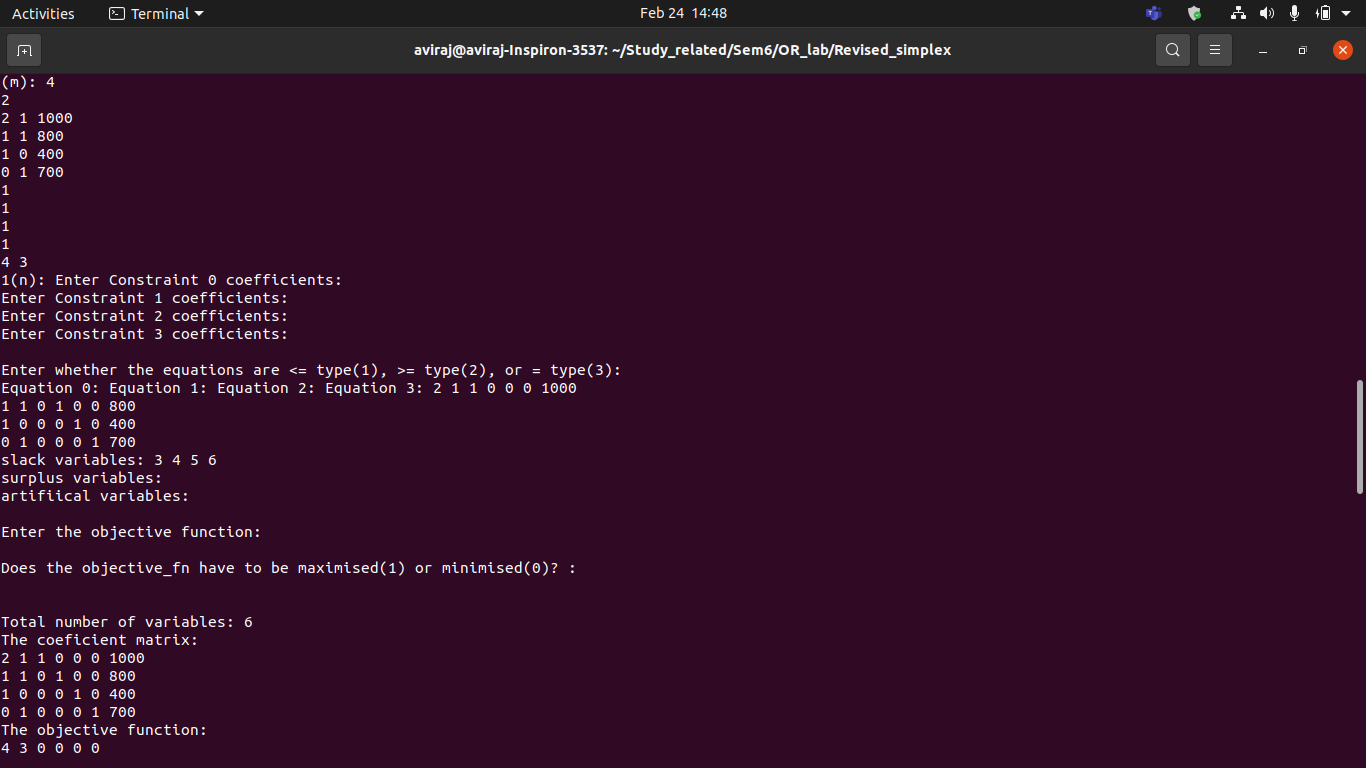 Activities Terminal Feb 24 14:48
aviraj@aviraj-Inspiron-3537: ~/Study_related/Sem6/OR_lab/Revised_simplex
(m): 4
2
2 1 1000
1 1 800
1 0 400
0 1 700
1
1
1
1
4 3
1(n): Enter Constraint 0 coefficients:
Enter Constraint 1 coefficients:
Enter Constraint 2 coefficients:
Enter Constraint 3 coefficients:
Enter whether the equations are <= type(1), >= type(2), or = type(3):
Equation 0: Equation 1: Equation 2: Equation 3: 2 1 1 0 0 0 1000
1 1 0 1 0 0 800
1 0 0 0 1 0 400
0 1 0 0 0 1 700
slack variables: 3 4 5 6
surplus variables:
artifiical variables:
Enter the objective function:
Does the objective_fn have to be maximised(1) or minimised(0)? :
Total number of variables: 6
The coeficient matrix:
2 1 1 0 0 0 1000
1 1 0 1 0 0 800
1 0 0 0 1 0 400
0 1 0 0 0 1 700
The objective function:
4 3 0 0 0 0